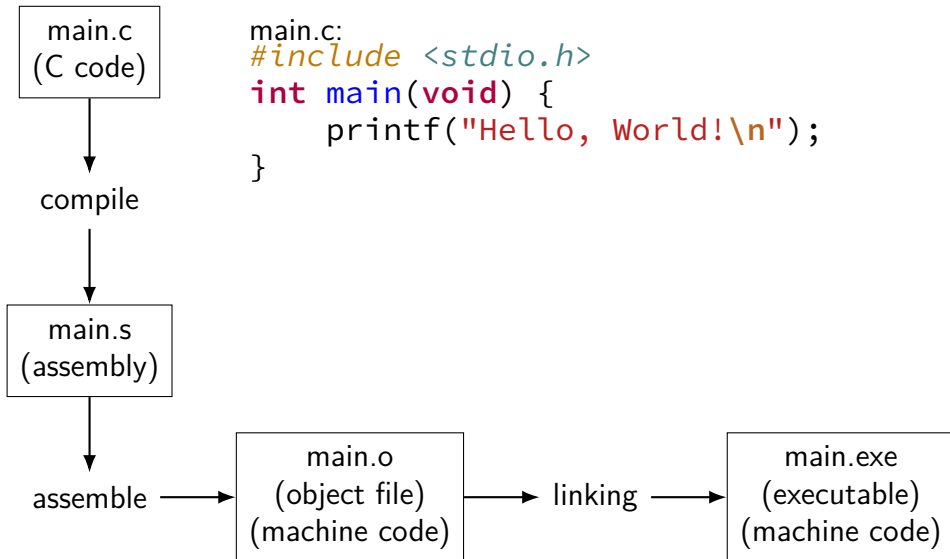 main.c
(C code)
main.c:
#include <stdio.h>
int main(void) {
    printf("Hello, World!\n");
}
compile
main.s
(assembly)
assemble
main.o
(object file)
(machine code)
linking
main.exe
(executable)
(machine code)